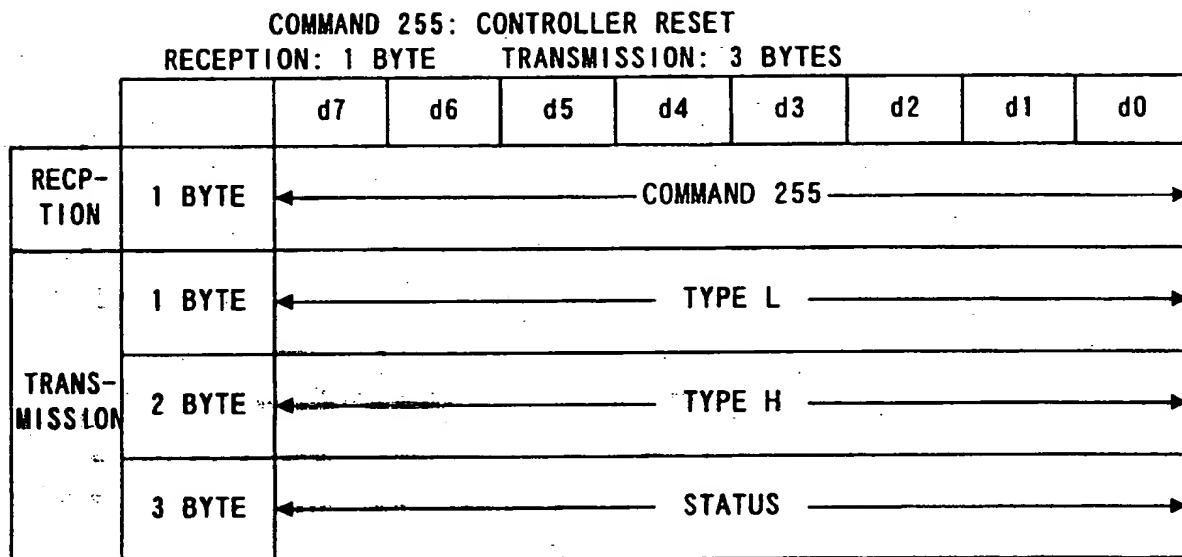 COMMAND 255: CONTROLLER RESET
RECEPTION: 1 BYTE TRANSMISSION: 3 BYTES
d7 d6 d5 d4 d3 d2 d1 d0
RECP-
TION
1 BYTE COMMAND 255
TRANS-
MISSION
1 BYTE TYPE L
2 BYTE TYPE H
3 BYTE STATUS